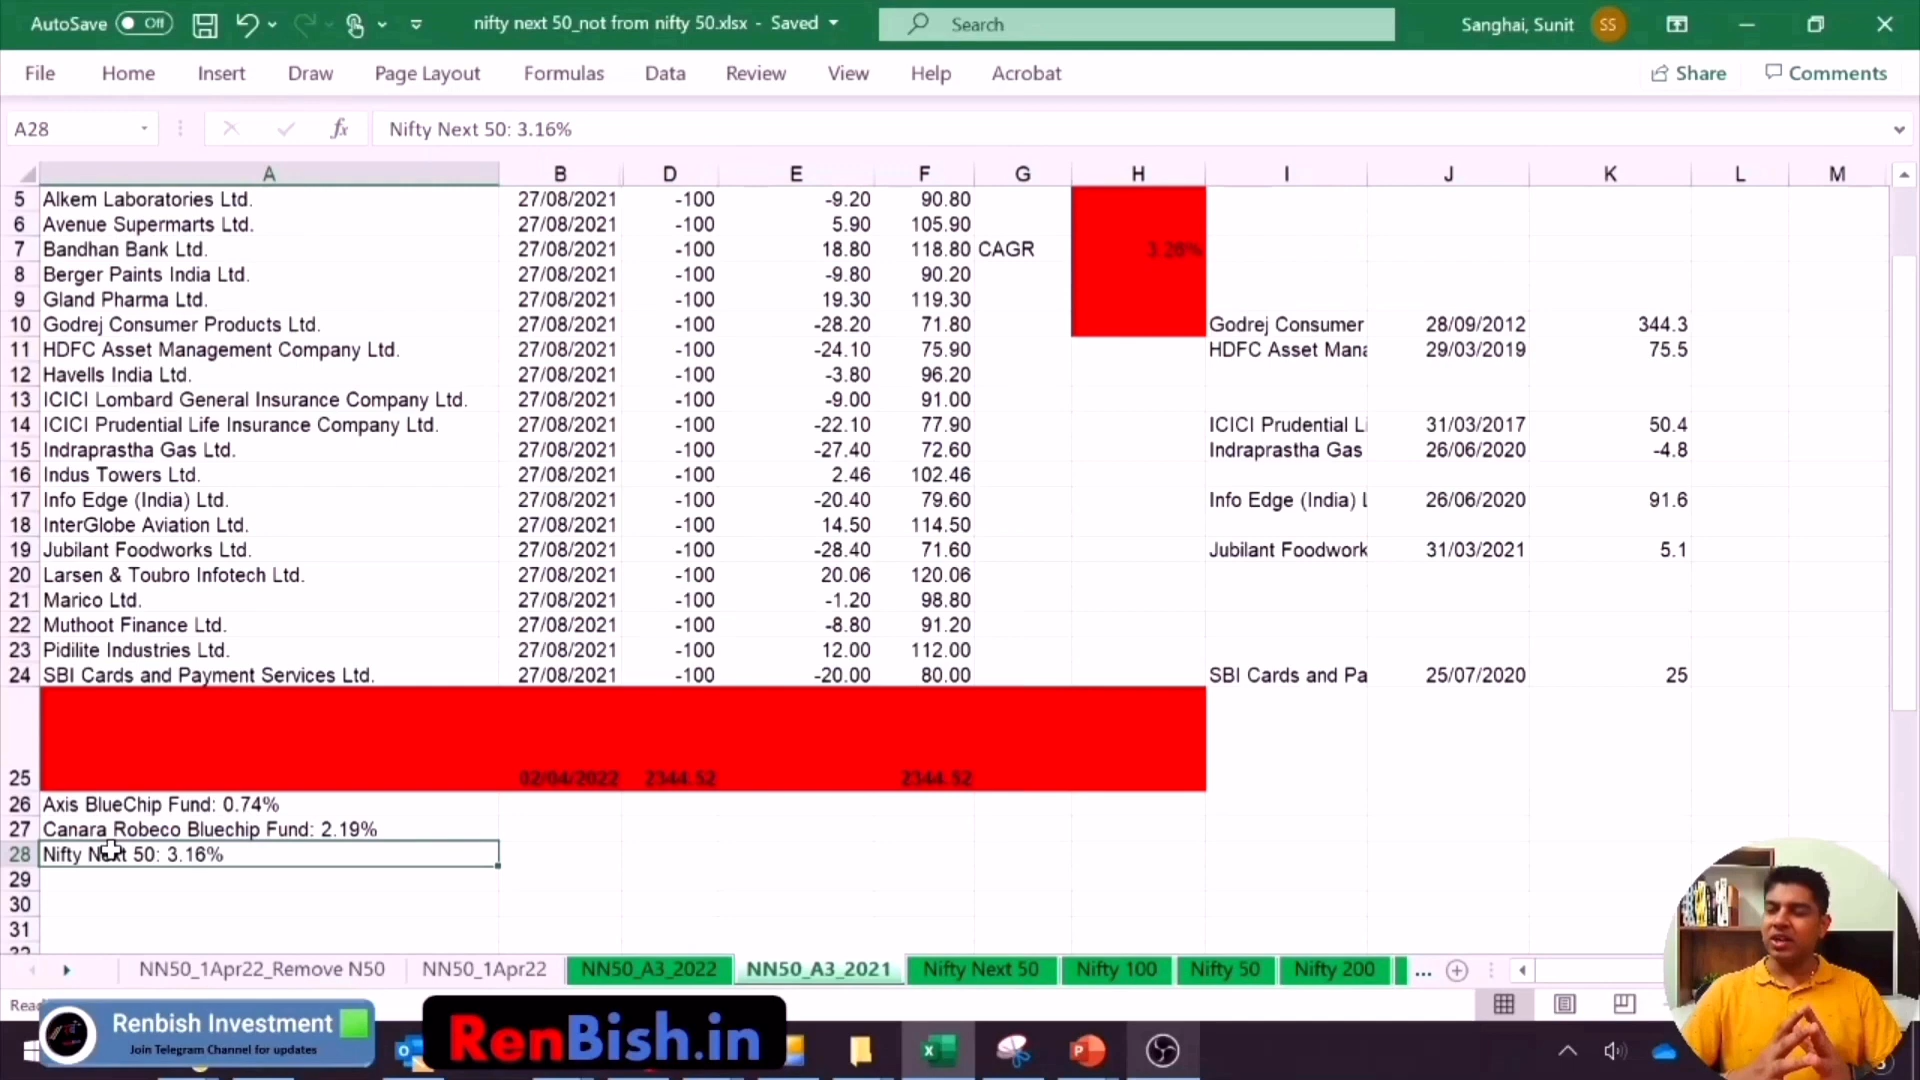 AutoSave Off nifty next 50_not from nifty 50.xlsx - Saved Search Sanghai, Sunit SS
File Home Insert Draw Page Layout Formulas Data Review View Help Acrobat Share Comments
A28 fx Nifty Next 50: 3.16%
A B D E F G H I J K L M
5 Alkem Laboratories Ltd. 27/08/2021 -100 -9.20 90.80
6 Avenue Supermarts Ltd. 27/08/2021 -100 5.90 105.90
7 Bandhan Bank Ltd. 27/08/2021 -100 18.80 118.80 CAGR
8 Berger Paints India Ltd. 27/08/2021 -100 -9.80 90.20
9 Gland Pharma Ltd. 27/08/2021 -100 19.30 119.30
10 Godrej Consumer Products Ltd. 27/08/2021 -100 -28.20 71.80 Godrej Consumer 28/09/2012 344.3
11 HDFC Asset Management Company Ltd. 27/08/2021 -100 -24.10 75.90 HDFC Asset Mana 29/03/2019 75.5
12 Havells India Ltd. 27/08/2021 -100 -3.80 96.20
13 ICICI Lombard General Insurance Company Ltd. 27/08/2021 -100 -9.00 91.00
14 ICICI Prudential Life Insurance Company Ltd. 27/08/2021 -100 -22.10 77.90 ICICI Prudential Li 31/03/2017 50.4
15 Indraprastha Gas Ltd. 27/08/2021 -100 -27.40 72.60 Indraprastha Gas 26/06/2020 -4.8
16 Indus Towers Ltd. 27/08/2021 -100 2.46 102.46
17 Info Edge (India) Ltd. 27/08/2021 -100 -20.40 79.60 Info Edge (India) L 26/06/2020 91.6
18 InterGlobe Aviation Ltd. 27/08/2021 -100 14.50 114.50
19 Jubilant Foodworks Ltd. 27/08/2021 -100 -28.40 71.60 Jubilant Foodwork 31/03/2021 5.1
20 Larsen & Toubro Infotech Ltd. 27/08/2021 -100 20.06 120.06
21 Marico Ltd. 27/08/2021 -100 -1.20 98.80
22 Muthoot Finance Ltd. 27/08/2021 -100 -8.80 91.20
23 Pidilite Industries Ltd. 27/08/2021 -100 12.00 112.00
24 SBI Cards and Payment Services Ltd. 27/08/2021 -100 -20.00 80.00 SBI Cards and Pa 25/07/2020 25
25 02/04/2022 2344.52 2344.52
26 Axis BlueChip Fund: 0.74%
27 Canara Robeco Bluechip Fund: 2.19%
28 Nifty Next 50: 3.16%
29
30
31
NN50_1Apr22_Remove N50 NN50_1Apr22 NN50_A3_2022 NN50_A3_2021 Nifty Next 50 Nifty 100 Nifty 50 Nifty 200 ...
Renbish Investment
Join Telegram Channel for updates
RenBish.in